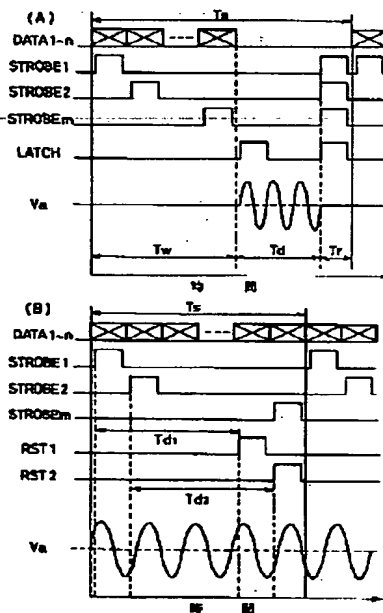 (A)
Ts
DATA1~n
STROBE1
STROBE2
STROBEm
LATCH
Va
Tw
Td
Tr
時 間
(B)
Ts
DATA1~n
STROBE1
STROBE2
STROBEm
Td1
RST1
RST2
Td2
Va
時 間